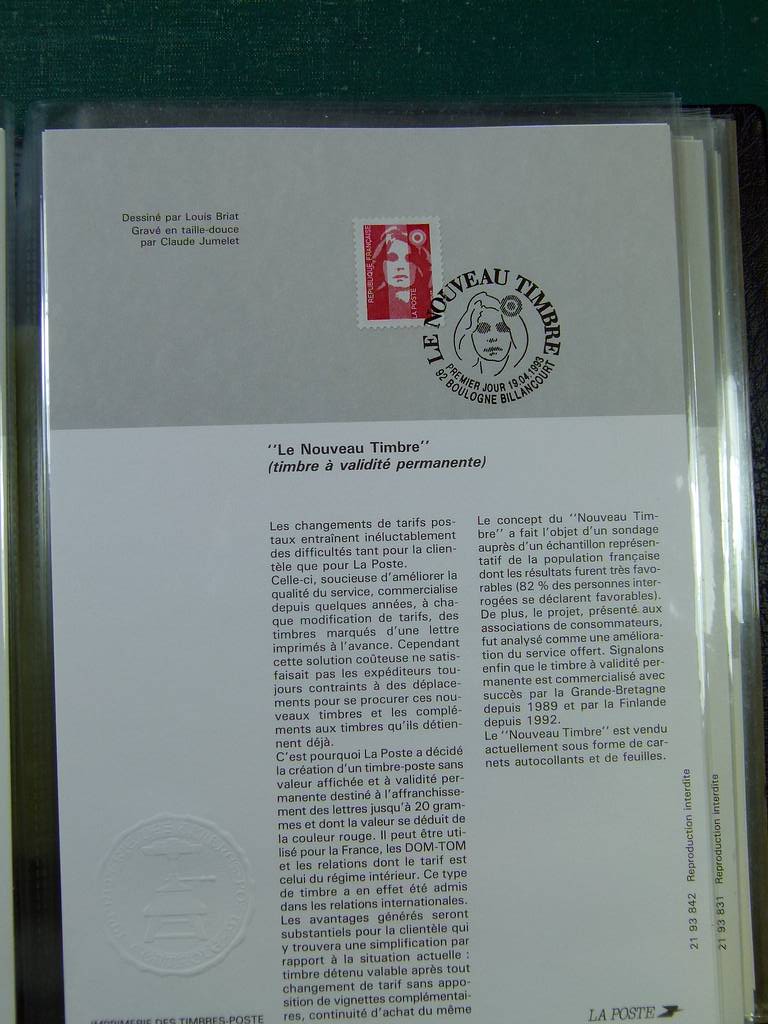 Dessiné par Louis Briat
Gravé en taille-douce
par Claude Jumelet
REPUBLIQUE FRANÇAISE
LA POSTE
LE NOUVEAU TIMBRE
PREMIER JOUR 19.04.1993
92 BOULOGNE BILLANCOURT
''Le Nouveau Timbre''
(timbre à validité permanente)
Les changements de tarifs pos-
taux entraînent inéluctablement
des difficultés tant pour la clien-
tèle que pour La Poste.
Celle-ci, soucieuse d'améliorer la
qualité du service, commercialise
depuis quelques années, à cha-
que modification de tarifs, des
timbres marqués d'une lettre
imprimés à l'avance. Cependant
cette solution coûteuse ne satis-
faisait pas les expéditeurs tou-
jours contraints à des déplace-
ments pour se procurer ces nou-
veaux timbres et les complé-
ments aux timbres qu'ils détien-
nent déjà.
C'est pourquoi La Poste a décidé
la création d'un timbre-poste sans
valeur affichée et à validité per-
manente destiné à l'affranchisse-
ment des lettres jusqu'à 20 gram-
mes et dont la valeur se déduit de
la couleur rouge. Il peut être uti-
lisé pour la France, les DOM-TOM
et les relations dont le tarif est
celui du régime intérieur. Ce type
de timbre a en effet été admis
dans les relations internationales.
Les avantages générés seront
substantiels pour la clientèle qui
y trouvera une simplification par
rapport à la situation actuelle :
timbre détenu valable après tout
changement de tarif sans appo-
sition de vignettes complémentai-
res, continuité d'achat du même
Le concept du ''Nouveau Tim-
bre'' a fait l'objet d'un sondage
auprès d'un échantillon représen-
tatif de la population française
dont les résultats furent très favo-
rables (82 % des personnes inter-
rogées se déclarent favorables).
De plus, le projet, présenté aux
associations de consommateurs,
fut analysé comme une améliora-
tion du service offert. Signalons
enfin que le timbre à validité per-
manente est commercialisé avec
succès par la Grande-Bretagne
depuis 1989 et par la Finlande
depuis 1992.
Le ''Nouveau Timbre'' est vendu
actuellement sous forme de car-
nets autocollants et de feuilles.
21 93 842 Reproduction interdite
21 93 831 Reproduction interdite
IMPRIMERIE DES TIMBRES-POSTE
LA POSTE